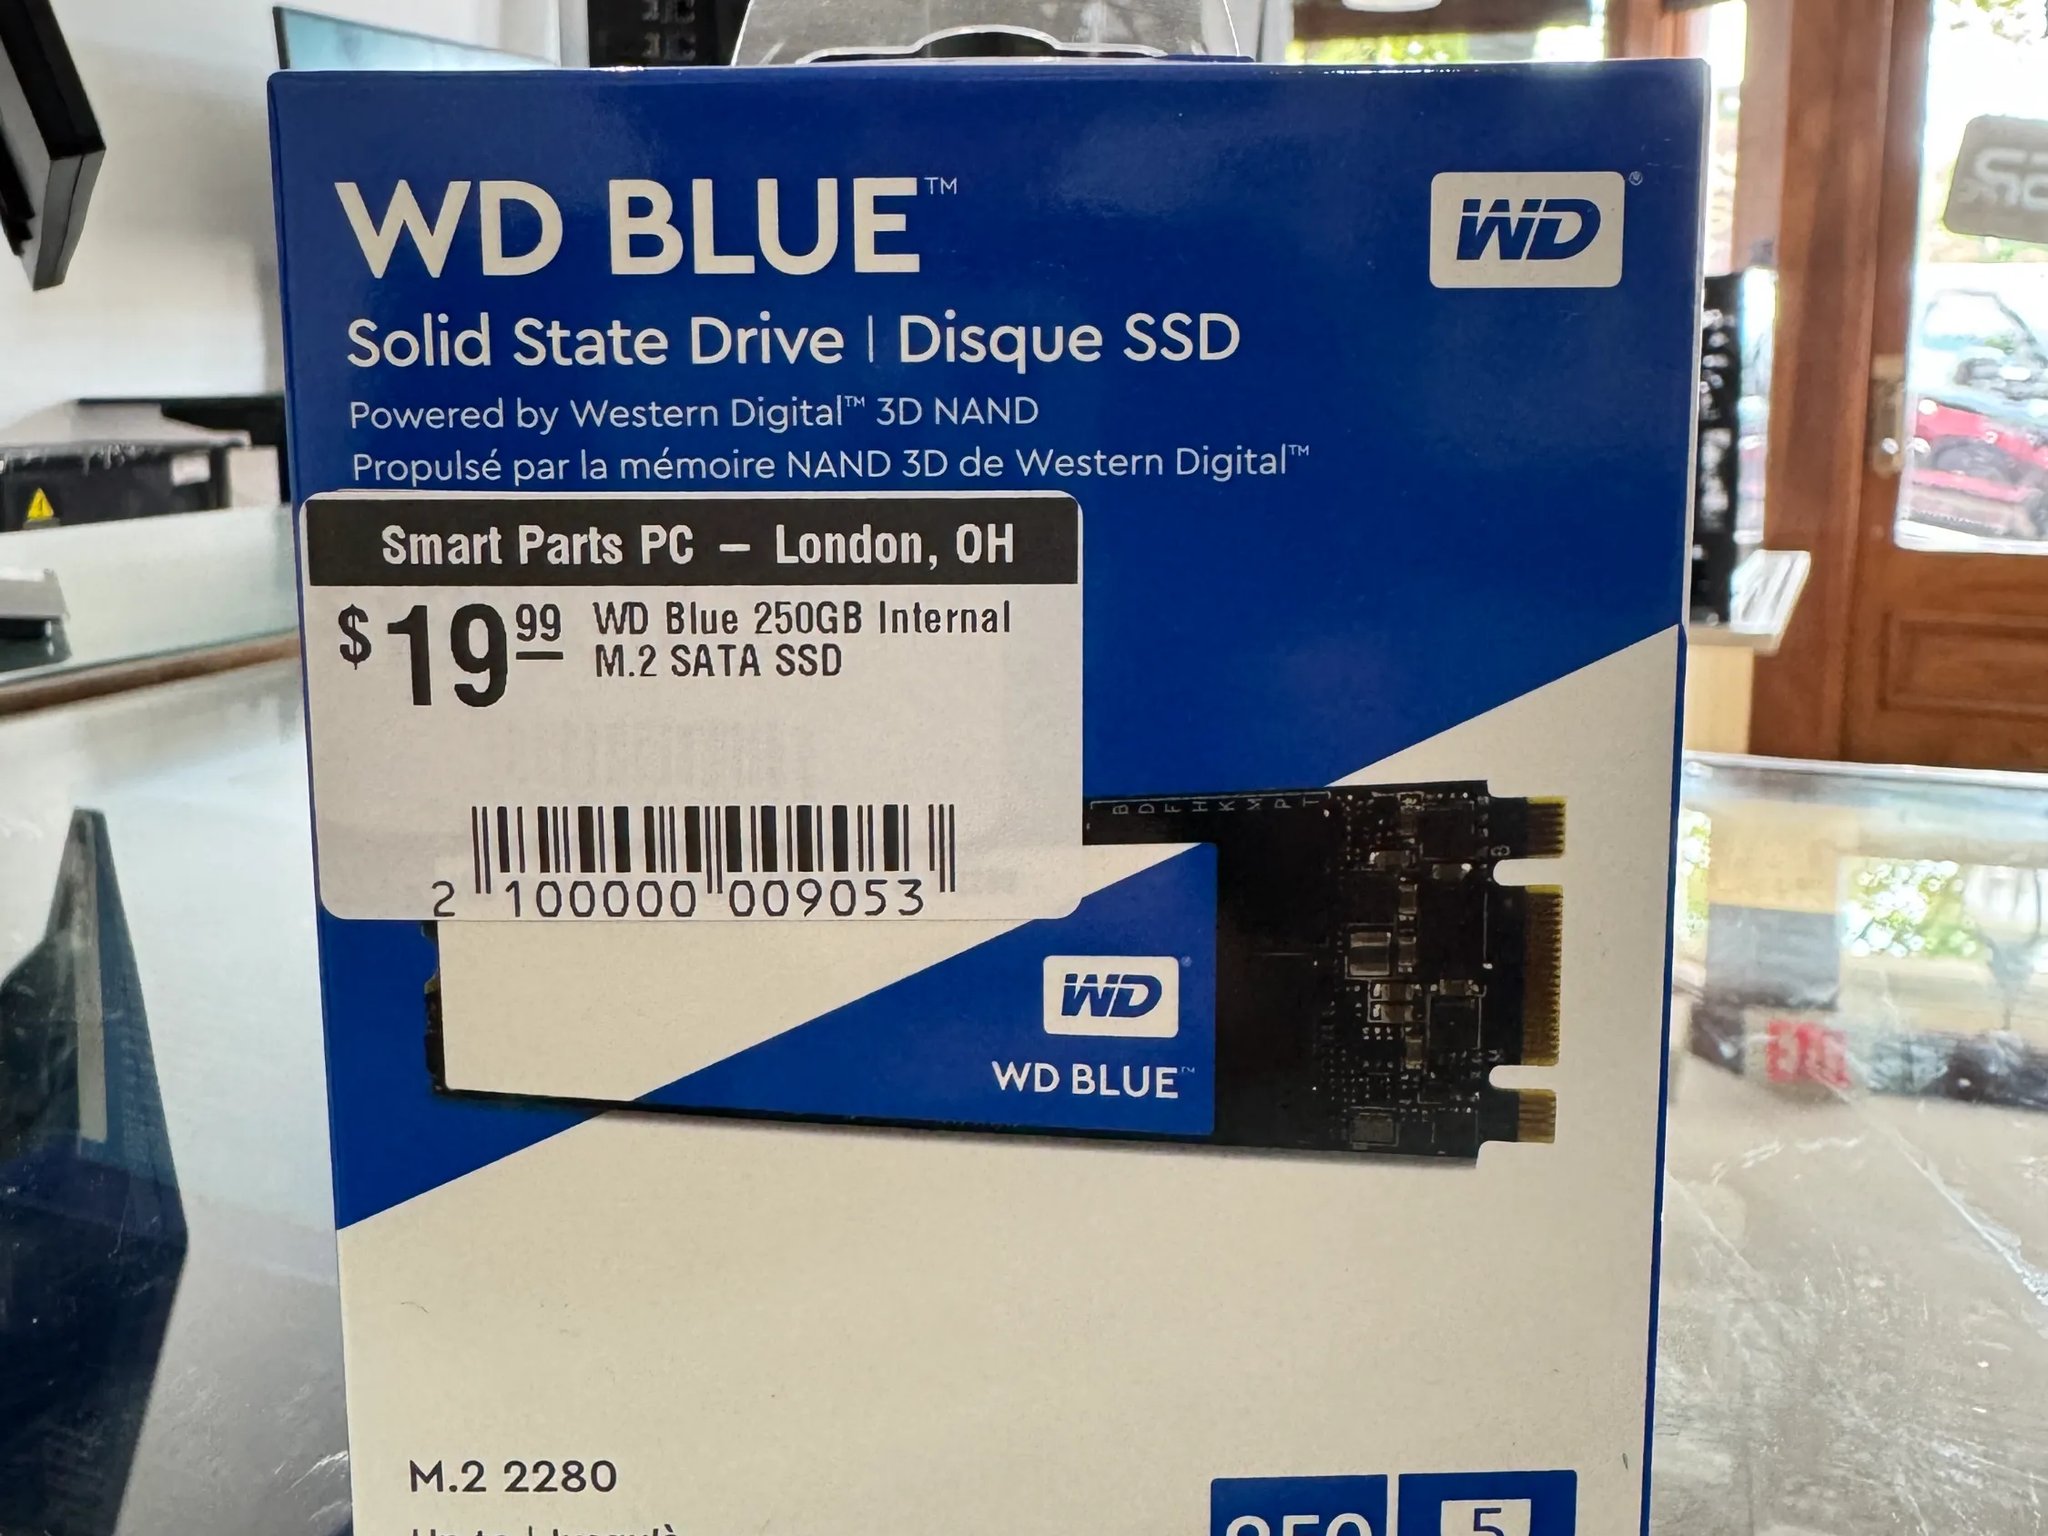 WD BLUE™
WD®
Solid State Drive | Disque SSD
Powered by Western Digital™ 3D NAND
Propulsé par la mémoire NAND 3D de Western Digital™
Smart Parts PC – London, OH
$19.99 WD Blue 250GB Internal
M.2 SATA SSD
2 100000 009053
B D F H K M P T
WD
WD BLUE™
M.2 2280
250
5